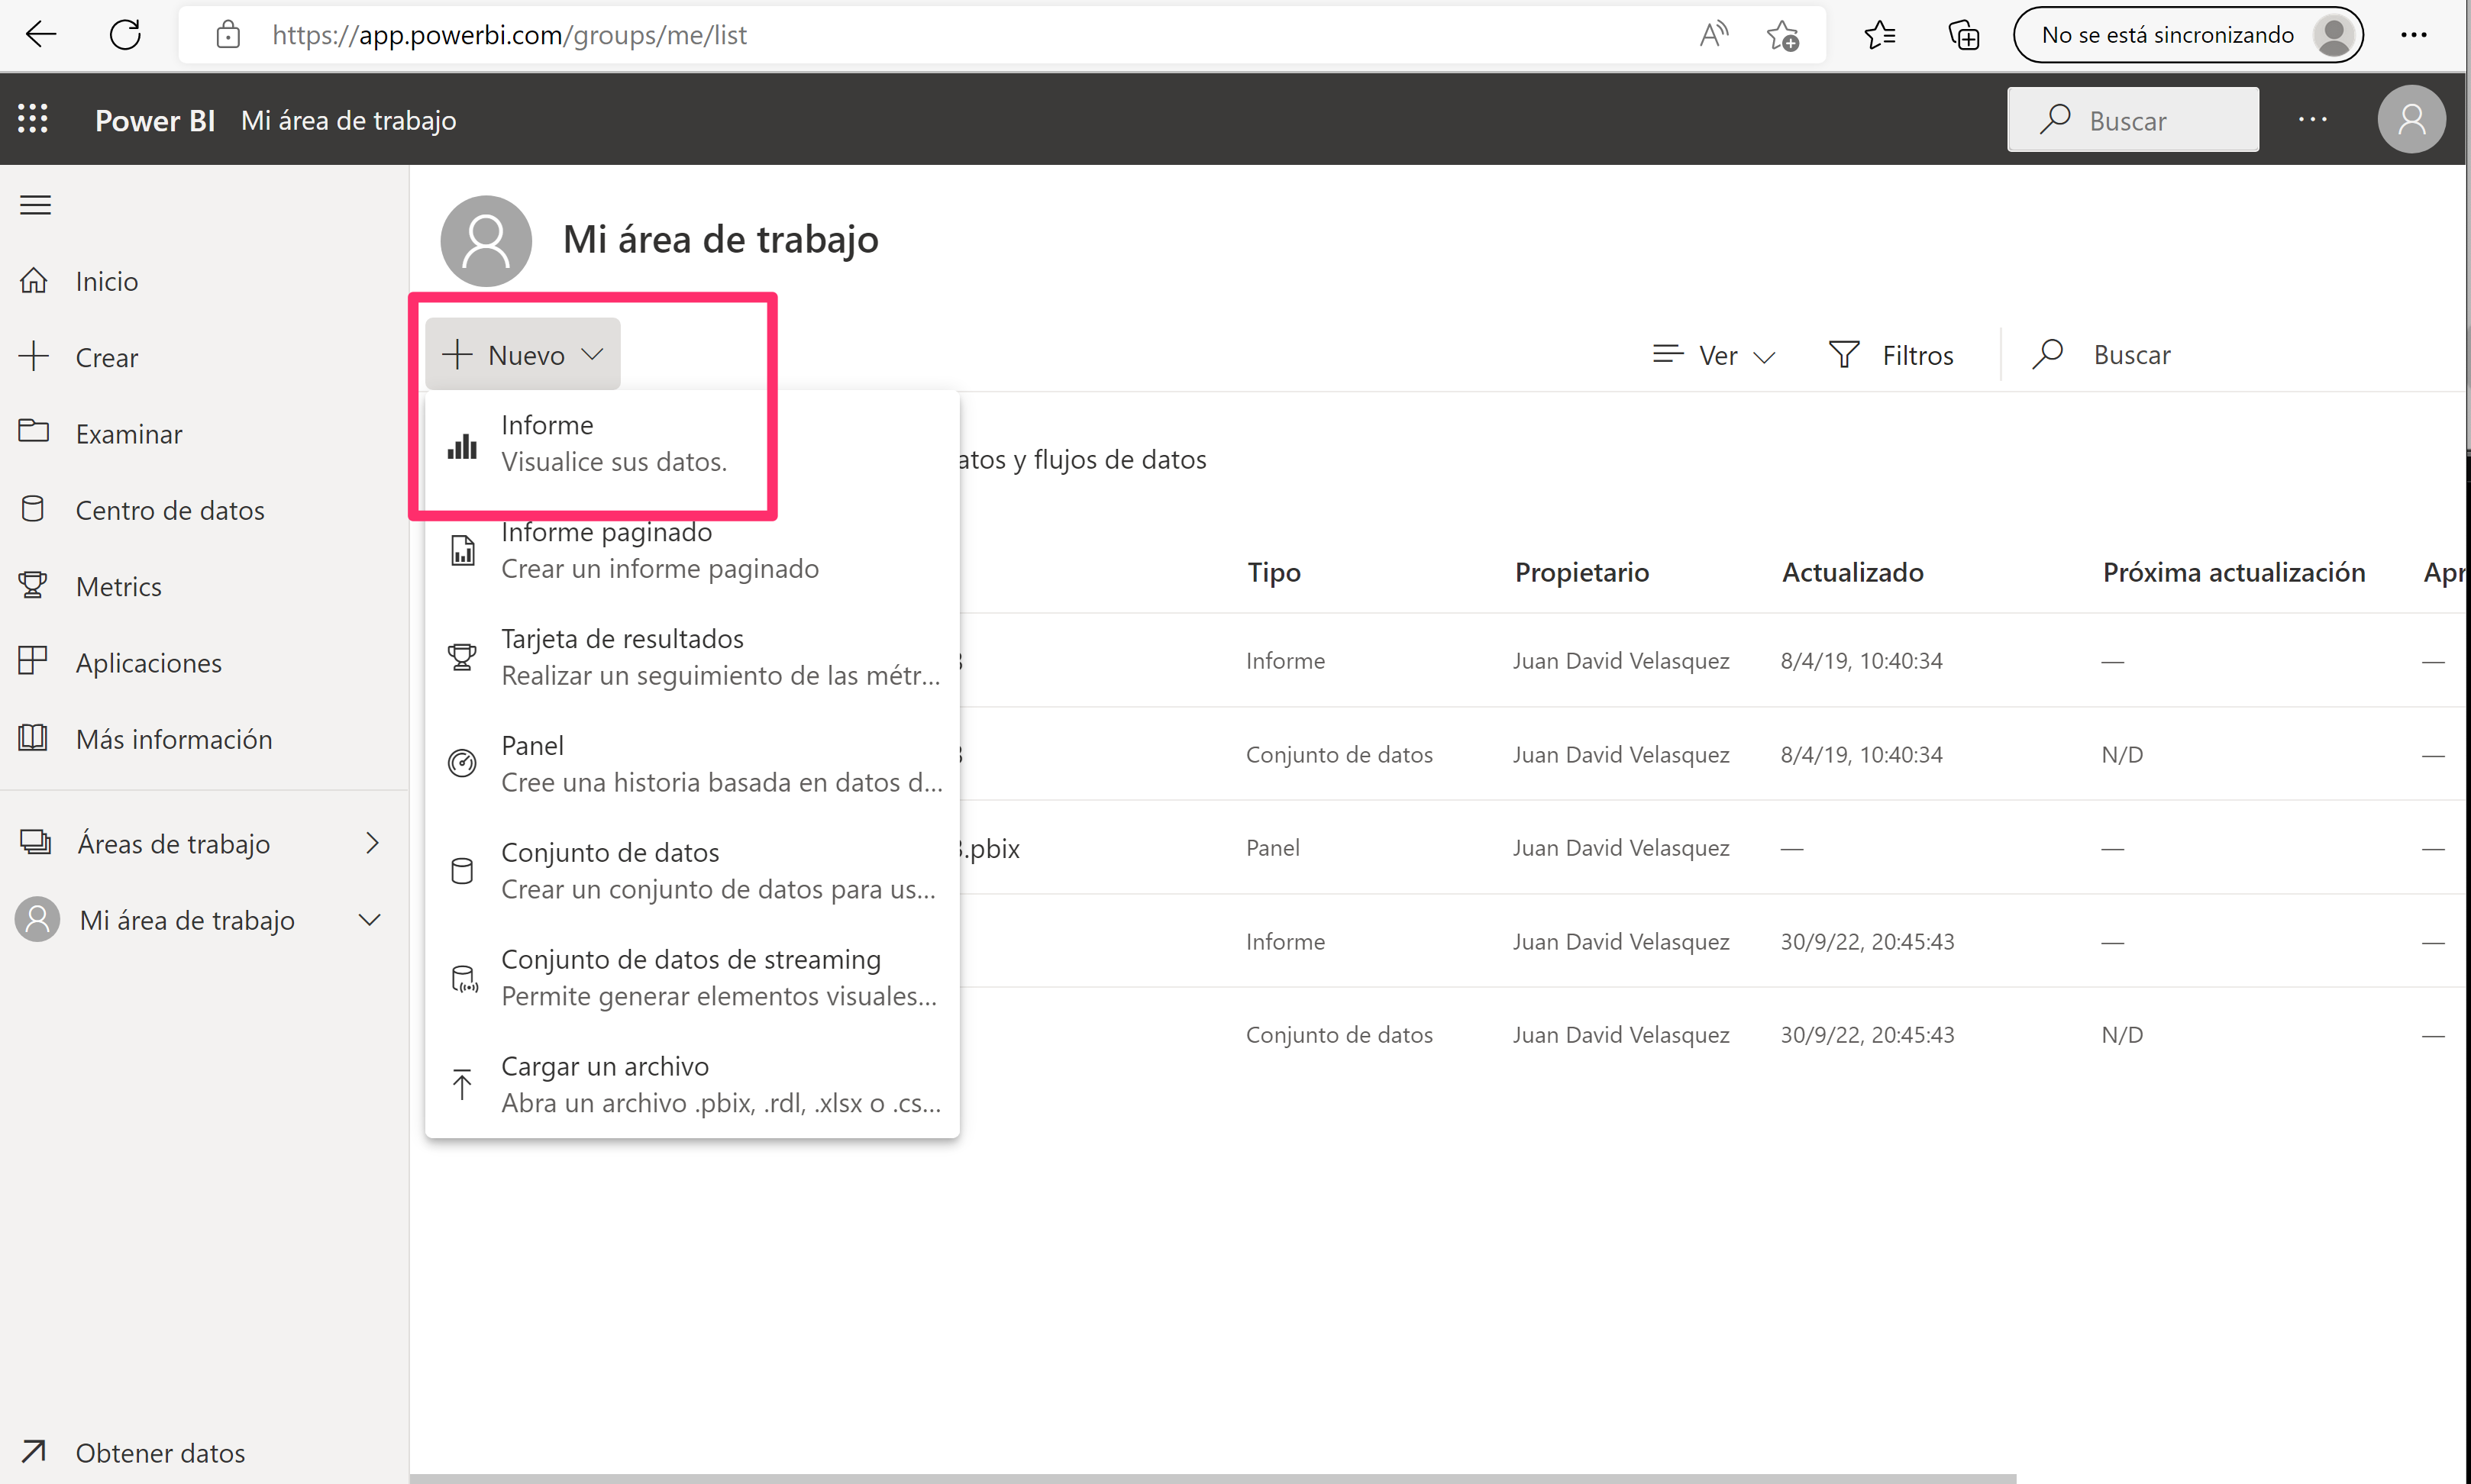 https://app.powerbi.com/groups/me/list
No se está sincronizando
Power BI Mi área de trabajo
Buscar
Mi área de trabajo
Inicio
Crear
Examinar
Centro de datos
Metrics
Aplicaciones
Más información
Áreas de trabajo
Mi área de trabajo
Obtener datos
Nuevo
Ver
Filtros
Buscar
Informe
Visualice sus datos.
Informe paginado
Crear un informe paginado
Tarjeta de resultados
Realizar un seguimiento de las métr...
Panel
Cree una historia basada en datos d...
Conjunto de datos
Crear un conjunto de datos para us...
Conjunto de datos de streaming
Permite generar elementos visuales...
Cargar un archivo
Abra un archivo .pbix, .rdl, .xlsx o .cs...
atos y flujos de datos
Tipo Propietario Actualizado Próxima actualización Apr
Informe Juan David Velasquez 8/4/19, 10:40:34 — —
Conjunto de datos Juan David Velasquez 8/4/19, 10:40:34 N/D —
.pbix Panel Juan David Velasquez — — —
Informe Juan David Velasquez 30/9/22, 20:45:43 — —
Conjunto de datos Juan David Velasquez 30/9/22, 20:45:43 N/D —